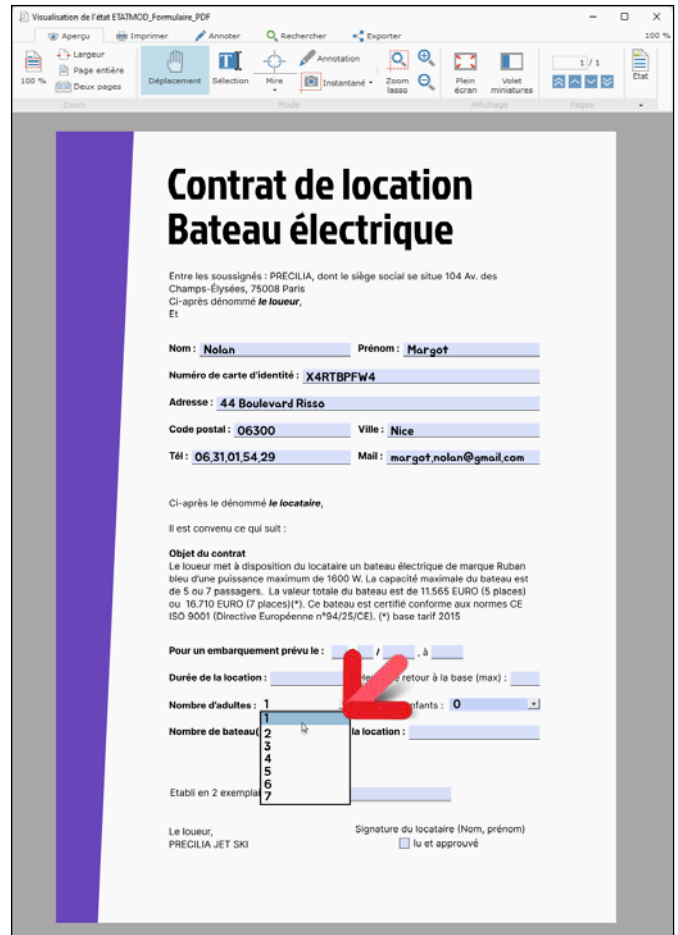 Visualisation de l'état ETATMOD_Formulaire_PDF
Aperçu Imprimer Annoter Rechercher Exporter 100 %
100 % Largeur Page entière Deux pages
Déplacement Sélection Mire Annotation Instantané Zoom lasso Plein écran Volet miniatures 1 / 1 Etat
Zoom Mode Affichage Pages
Contrat de location
Bateau électrique
Entre les soussignés : PRECILIA, dont le siège social se situe 104 Av. des
Champs-Élysées, 75008 Paris
Ci-après dénommé le loueur,
Et
Nom : Nolan Prénom : Margot
Numéro de carte d'identité : X4RTBPFW4
Adresse : 44 Boulevard Risso
Code postal : 06300 Ville : Nice
Tél : 06,31,01,54,29 Mail : margot,nolan@gmail,com
Ci-après le dénommé le locataire,
Il est convenu ce qui suit :
Objet du contrat
Le loueur met à disposition du locataire un bateau électrique de marque Ruban
bleu d'une puissance maximum de 1600 W. La capacité maximale du bateau est
de 5 ou 7 passagers. La valeur totale du bateau est de 11.565 EURO (5 places)
ou 16.710 EURO (7 places)(*). Ce bateau est certifié conforme aux normes CE
ISO 9001 (Directive Européenne n°94/25/CE). (*) base tarif 2015
Pour un embarquement prévu le : / , à
Durée de la location : retour à la base (max) :
Nombre d'adultes : 1 enfants : 0
1
Nombre de bateau( la location :
2
3
4
5
6
7
Etabli en 2
Le loueur,
PRECILIA JET SKI
Signature du locataire (Nom, prénom)
lu et approuvé